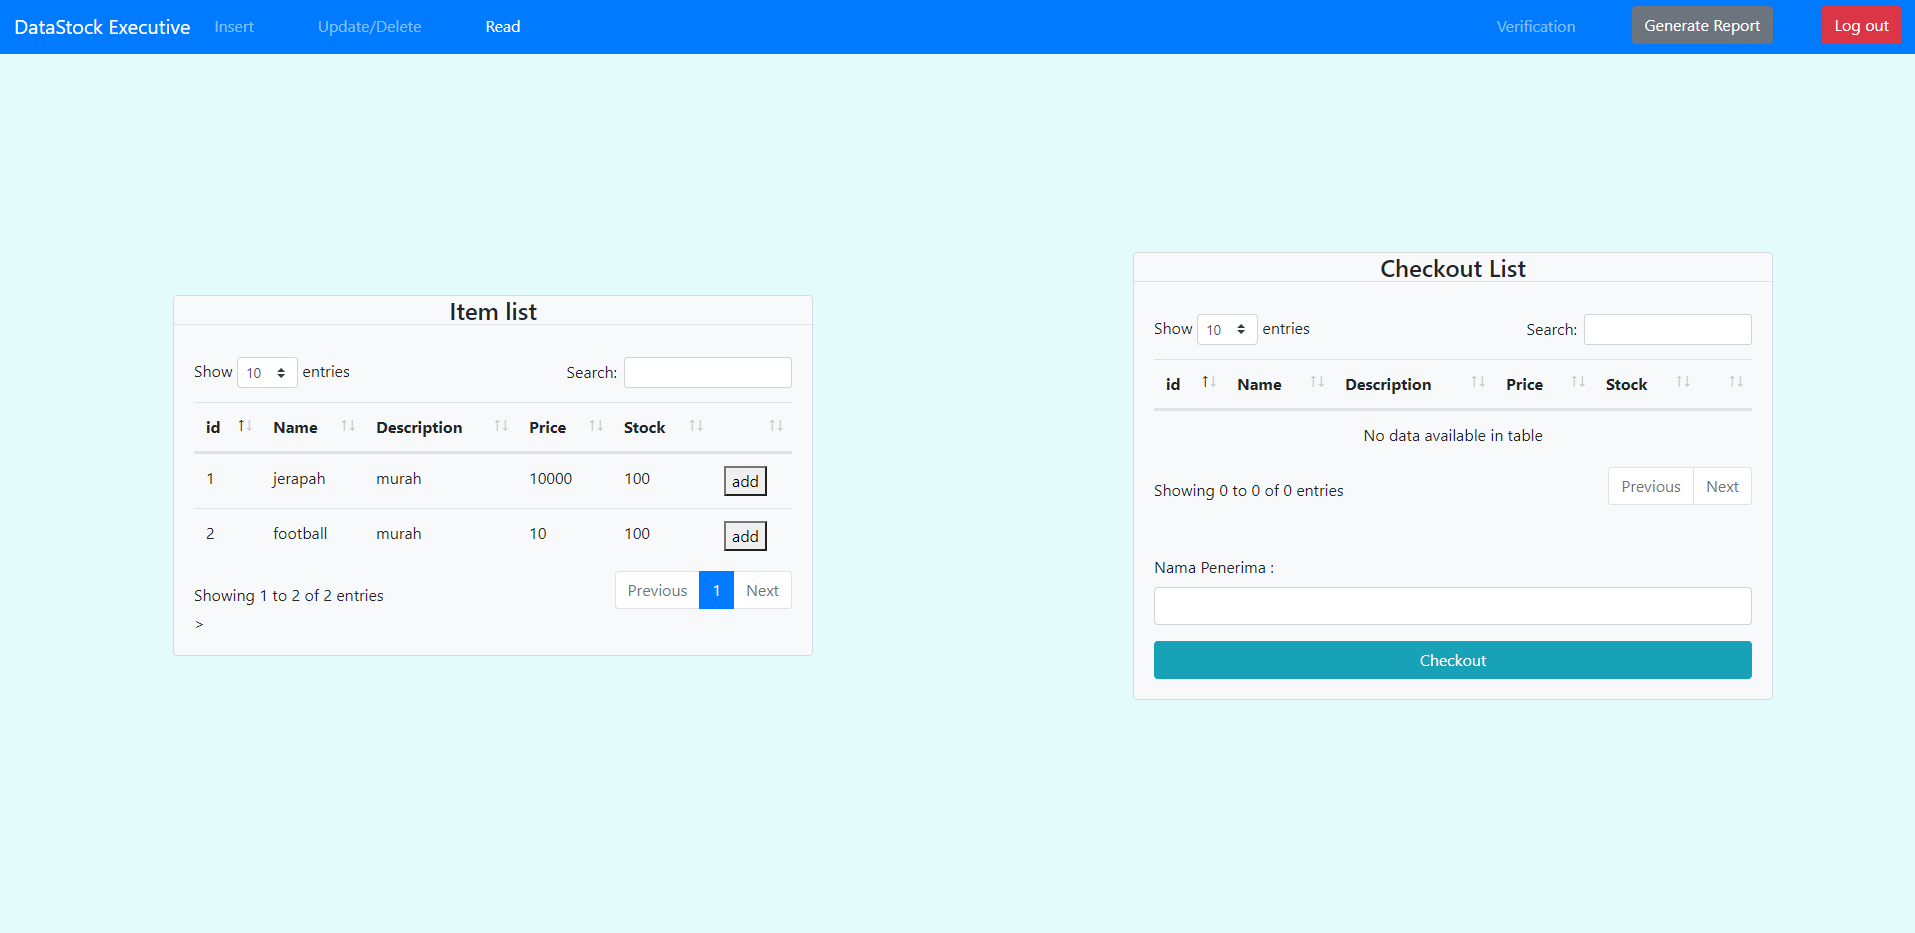 DataStock Executive Insert Update/Delete Read Verification Generate Report Log out
Item list
Show 10 entries Search:
id Name Description Price Stock
1 jerapah murah 10000 100 add
2 football murah 10 100 add
Showing 1 to 2 of 2 entries Previous 1 Next
>
Checkout List
Show 10 entries Search:
id Name Description Price Stock
No data available in table
Showing 0 to 0 of 0 entries Previous Next
Nama Penerima :
Checkout